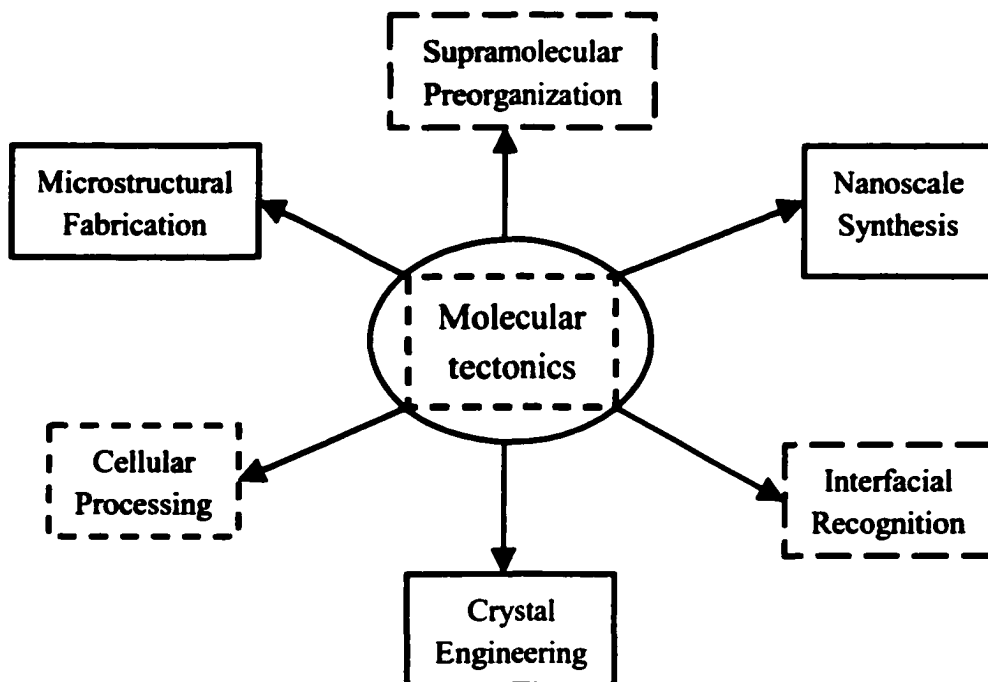 Supramolecular
Preorganization
Microstructural
Fabrication
Nanoscale
Synthesis
Molecular
tectonics
Cellular
Processing
Interfacial
Recognition
Crystal
Engineering